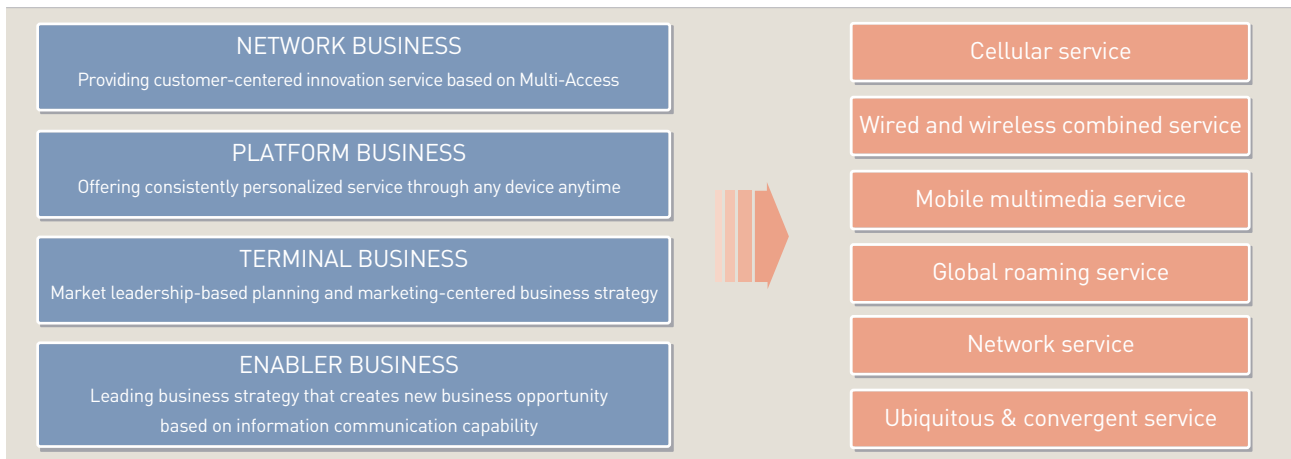 NETWORK BUSINESS
Providing customer-centered innovation service based on Multi-Access
PLATFORM BUSINESS
Offering consistently personalized service through any device anytime
TERMINAL BUSINESS
Market leadership-based planning and marketing-centered business strategy
ENABLER BUSINESS
Leading business strategy that creates new business opportunity
based on information communication capability
Cellular service
Wired and wireless combined service
Mobile multimedia service
Global roaming service
Network service
Ubiquitous & convergent service